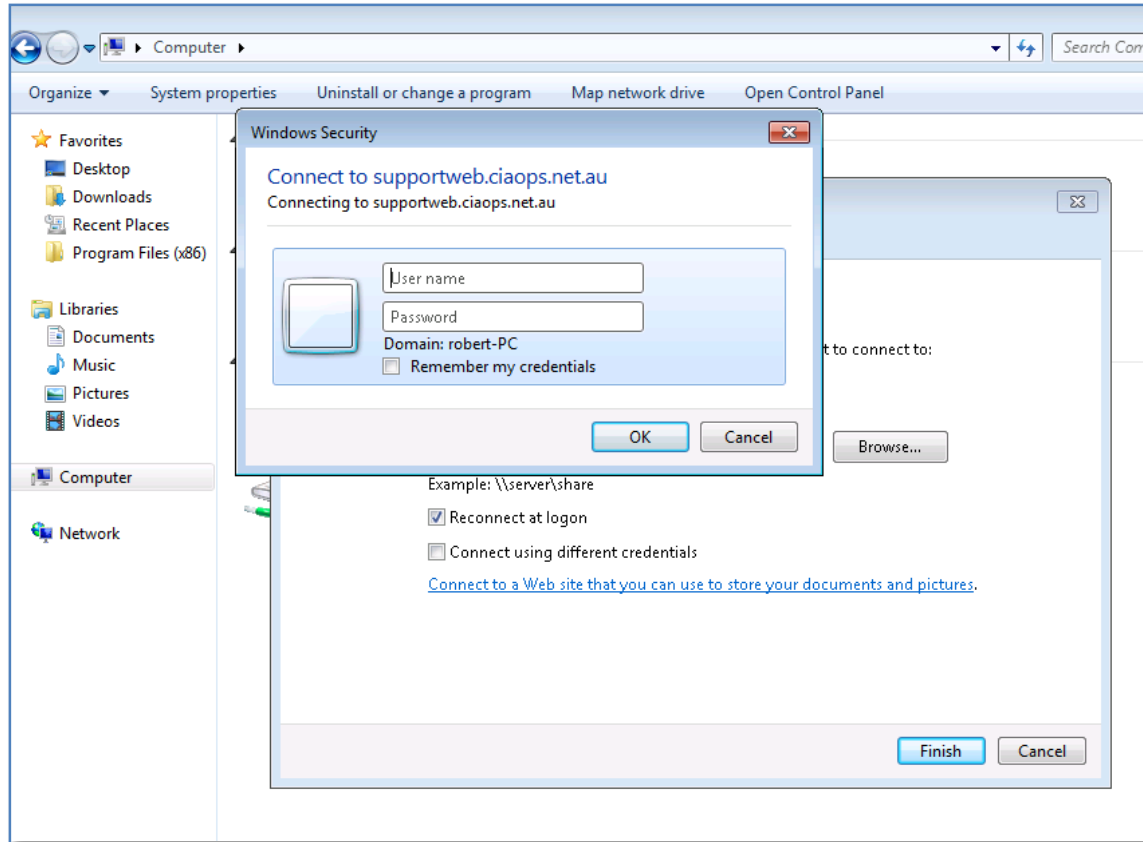 Computer
Search Com
Organize
System properties
Uninstall or change a program
Map network drive
Open Control Panel
Favorites
Desktop
Downloads
Recent Places
Program Files (x86)
Libraries
Documents
Music
Pictures
Videos
Computer
Network
Windows Security
Connect to supportweb.ciaops.net.au
Connecting to supportweb.ciaops.net.au
User name
Password
Domain: robert-PC
Remember my credentials
OK
Cancel
t to connect to:
Browse...
Example: \\server\share
Reconnect at logon
Connect using different credentials
Connect to a Web site that you can use to store your documents and pictures.
Finish
Cancel